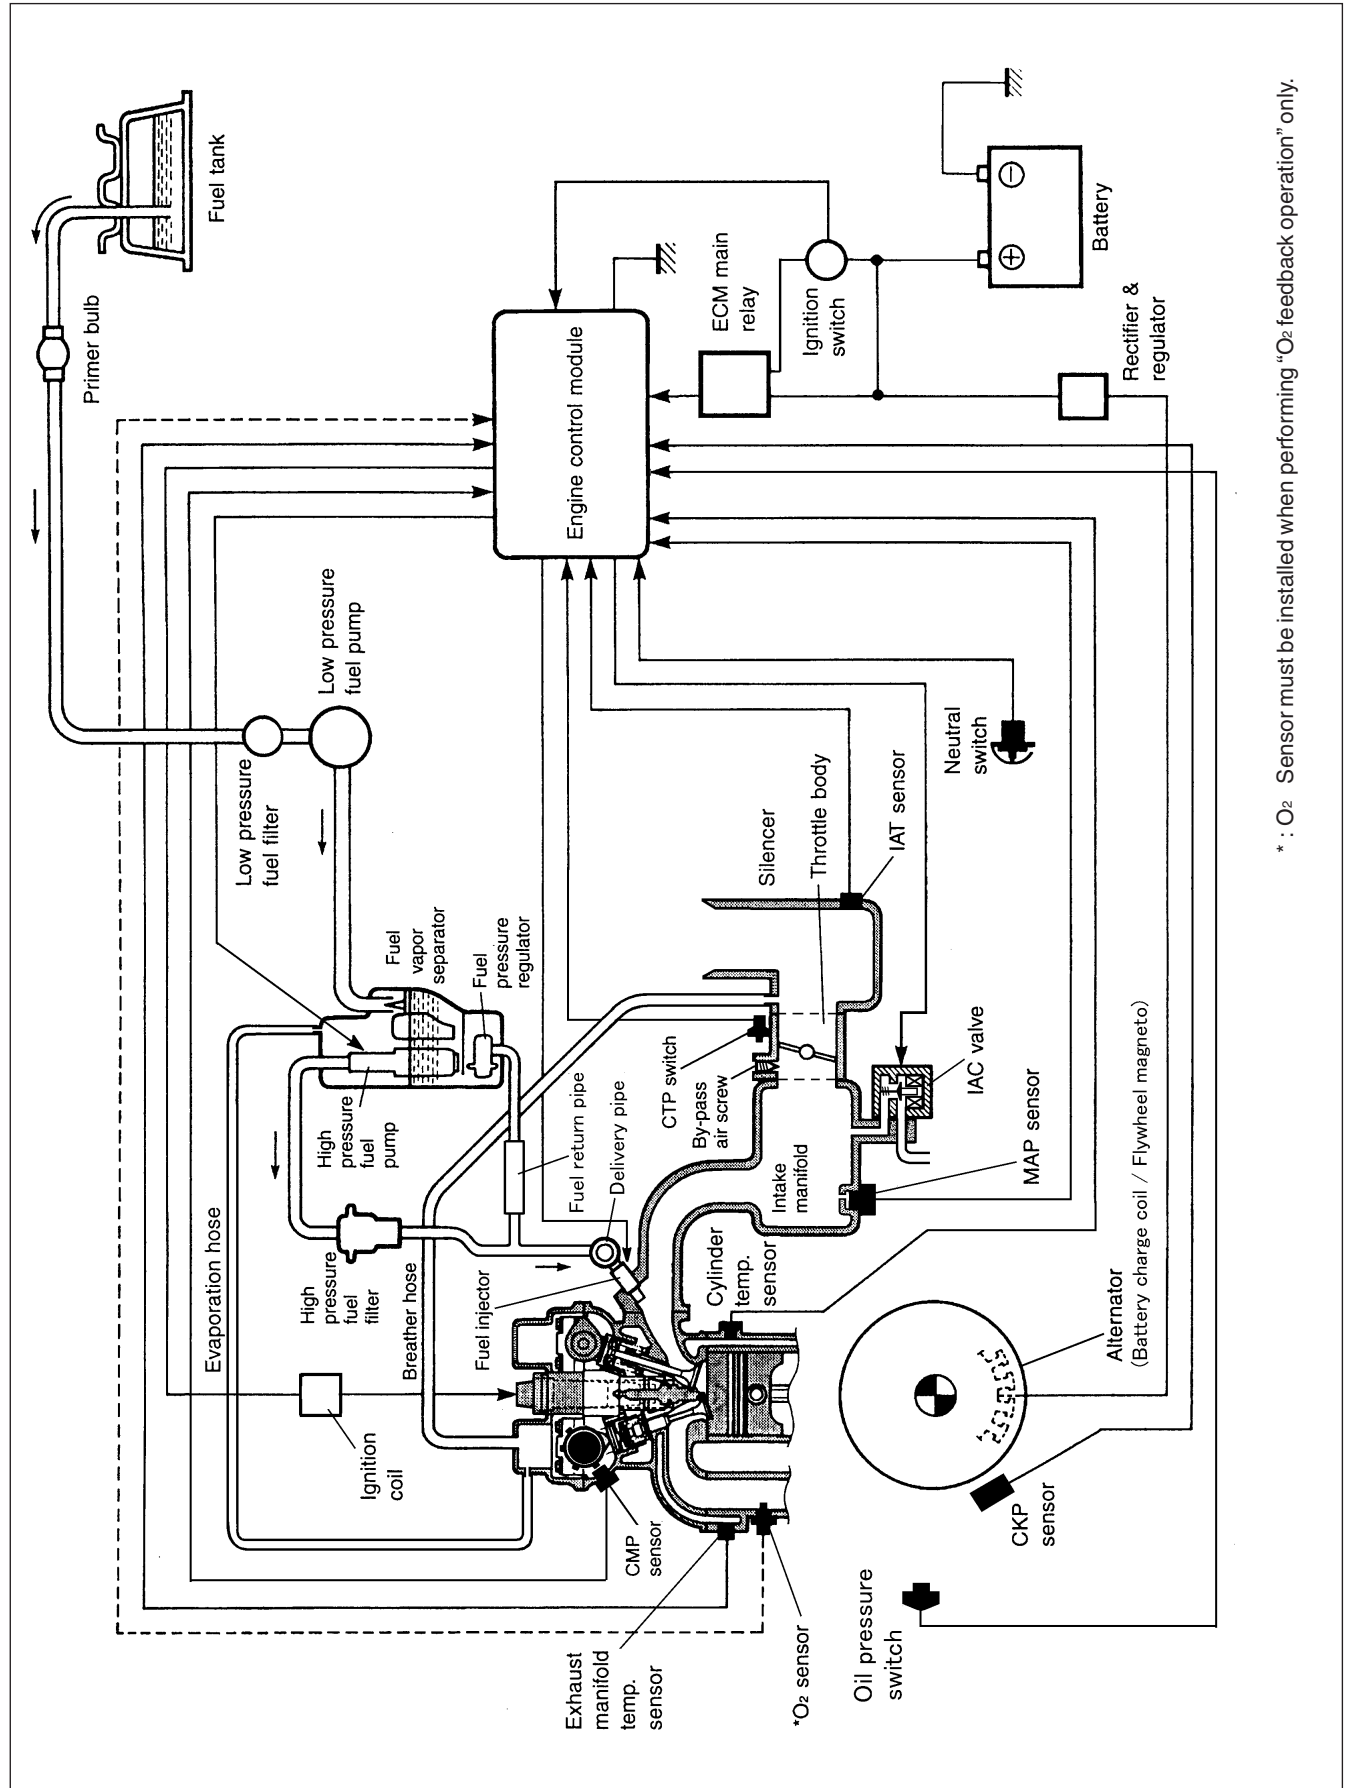 Fuel tank
Primer bulb
Low pressure
fuel pump
Low pressure
fuel filter
Fuel
vapor
separator
Fuel
pressure
regulator
High
pressure
fuel
pump
High
pressure
fuel
filter
Evaporation hose
Breather hose
Fuel return pipe
Delivery pipe
Fuel injector
Ignition
coil
CMP
sensor
Exhaust
manifold
temp.
sensor
*O2 sensor
Oil pressure
switch
CKP
sensor
Alternator
(Battery charge coil / Flywheel magneto)
Cylinder
temp.
sensor
Intake
manifold
MAP sensor
IAC valve
CTP switch
By-pass
air screw
Throttle body
Silencer
IAT sensor
Neutral
switch
Engine control module
ECM main
relay
Ignition
switch
Rectifier &
regulator
Battery
* : O2 Sensor must be installed when performing “O2 feedback operation” only.